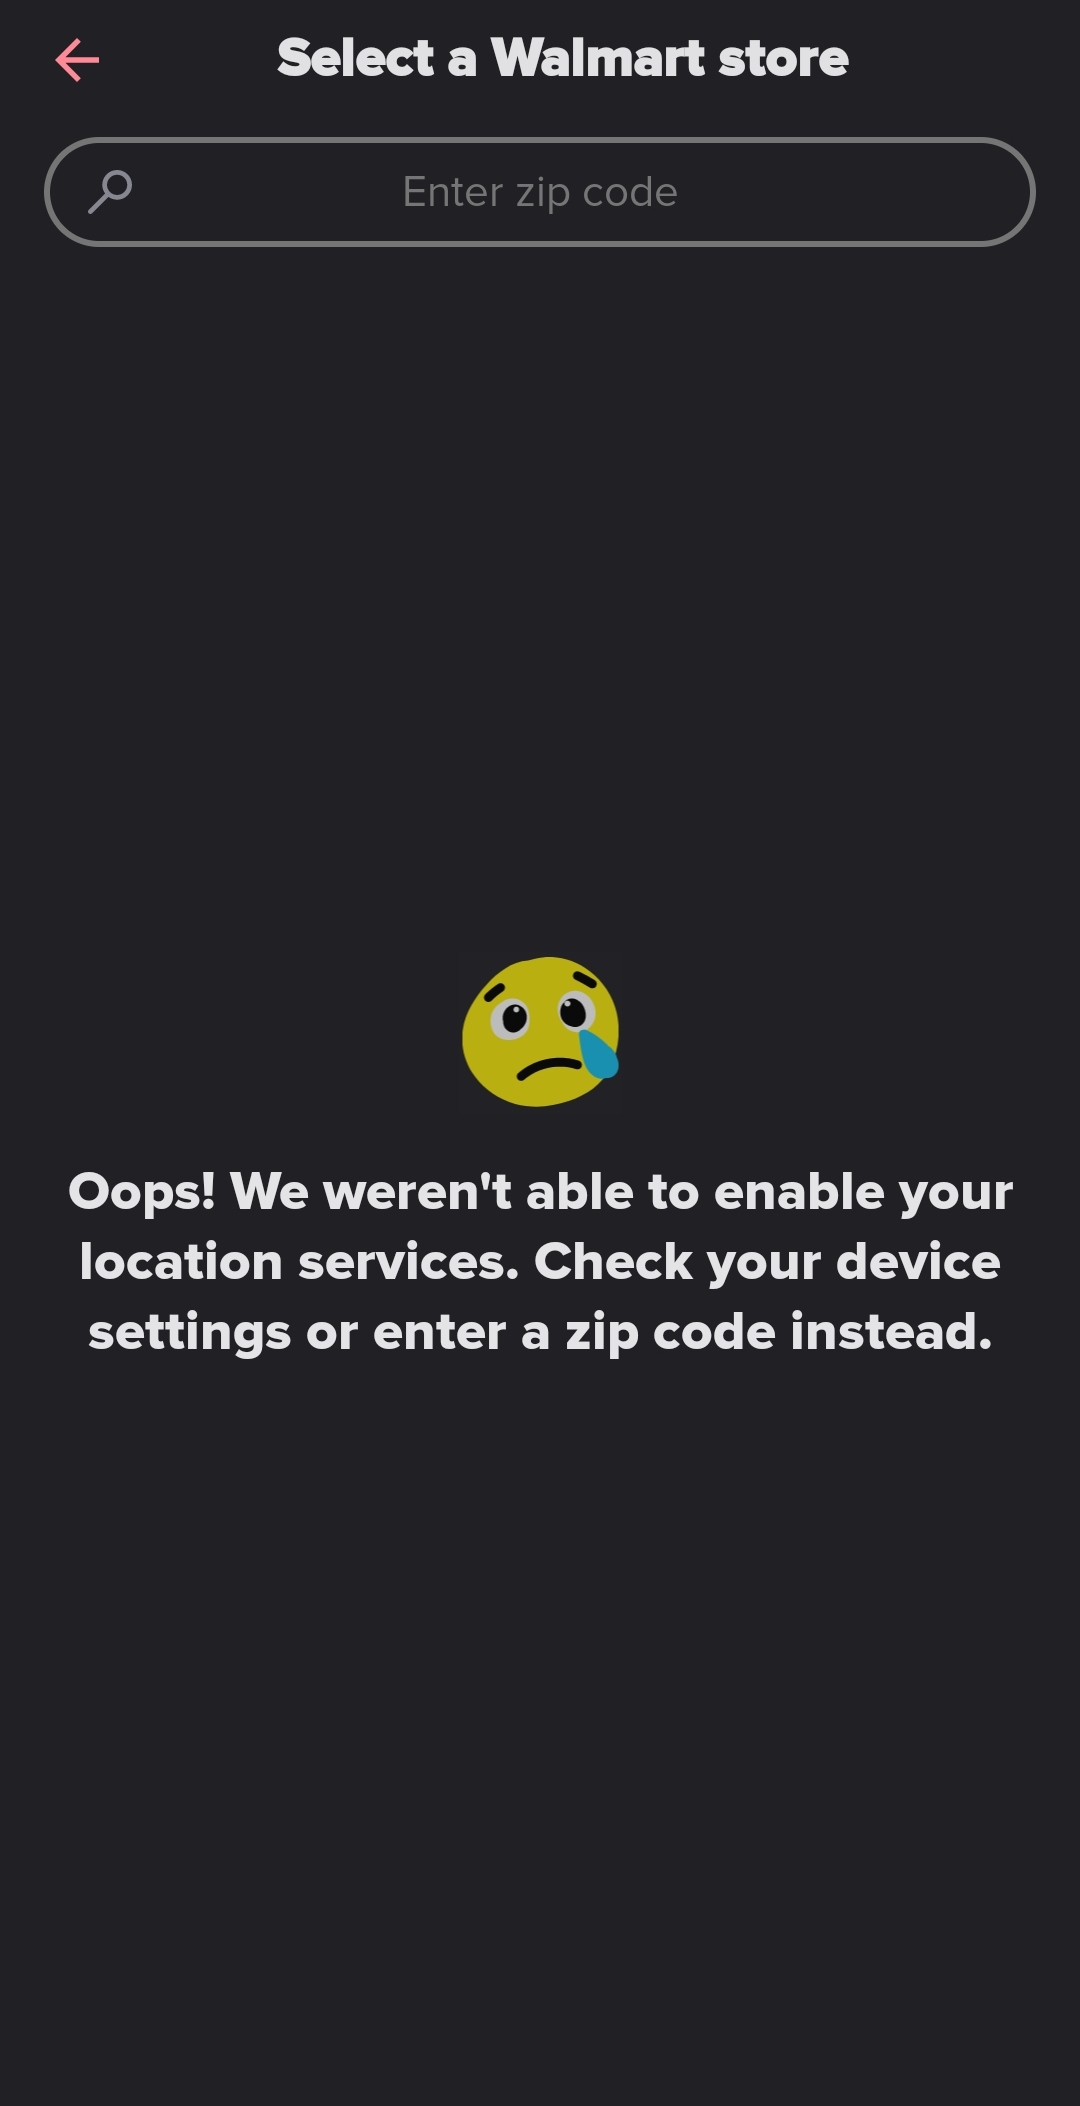 Select a Walmart store
Enter zip code
Oops! We weren't able to enable your
location services. Check your device
settings or enter a zip code instead.